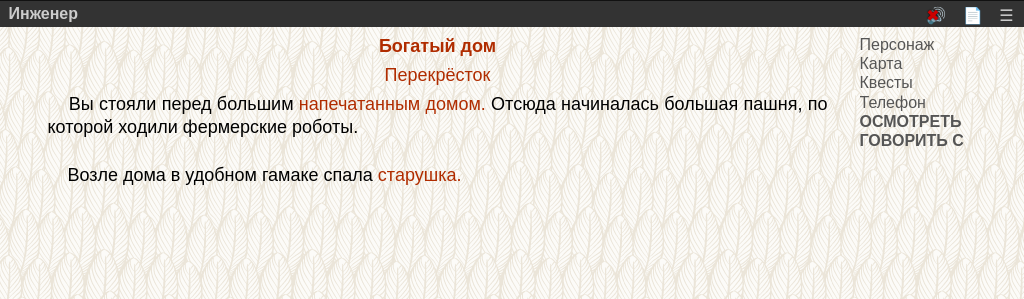 Инженер
Богатый дом
Перекрёсток
Вы стояли перед большим напечатанным домом. Отсюда начиналась большая пашня, по
которой ходили фермерские роботы.
Возле дома в удобном гамаке спала старушка.
Персонаж
Карта
Квесты
Телефон
ОСМОТРЕТЬ
ГОВОРИТЬ С